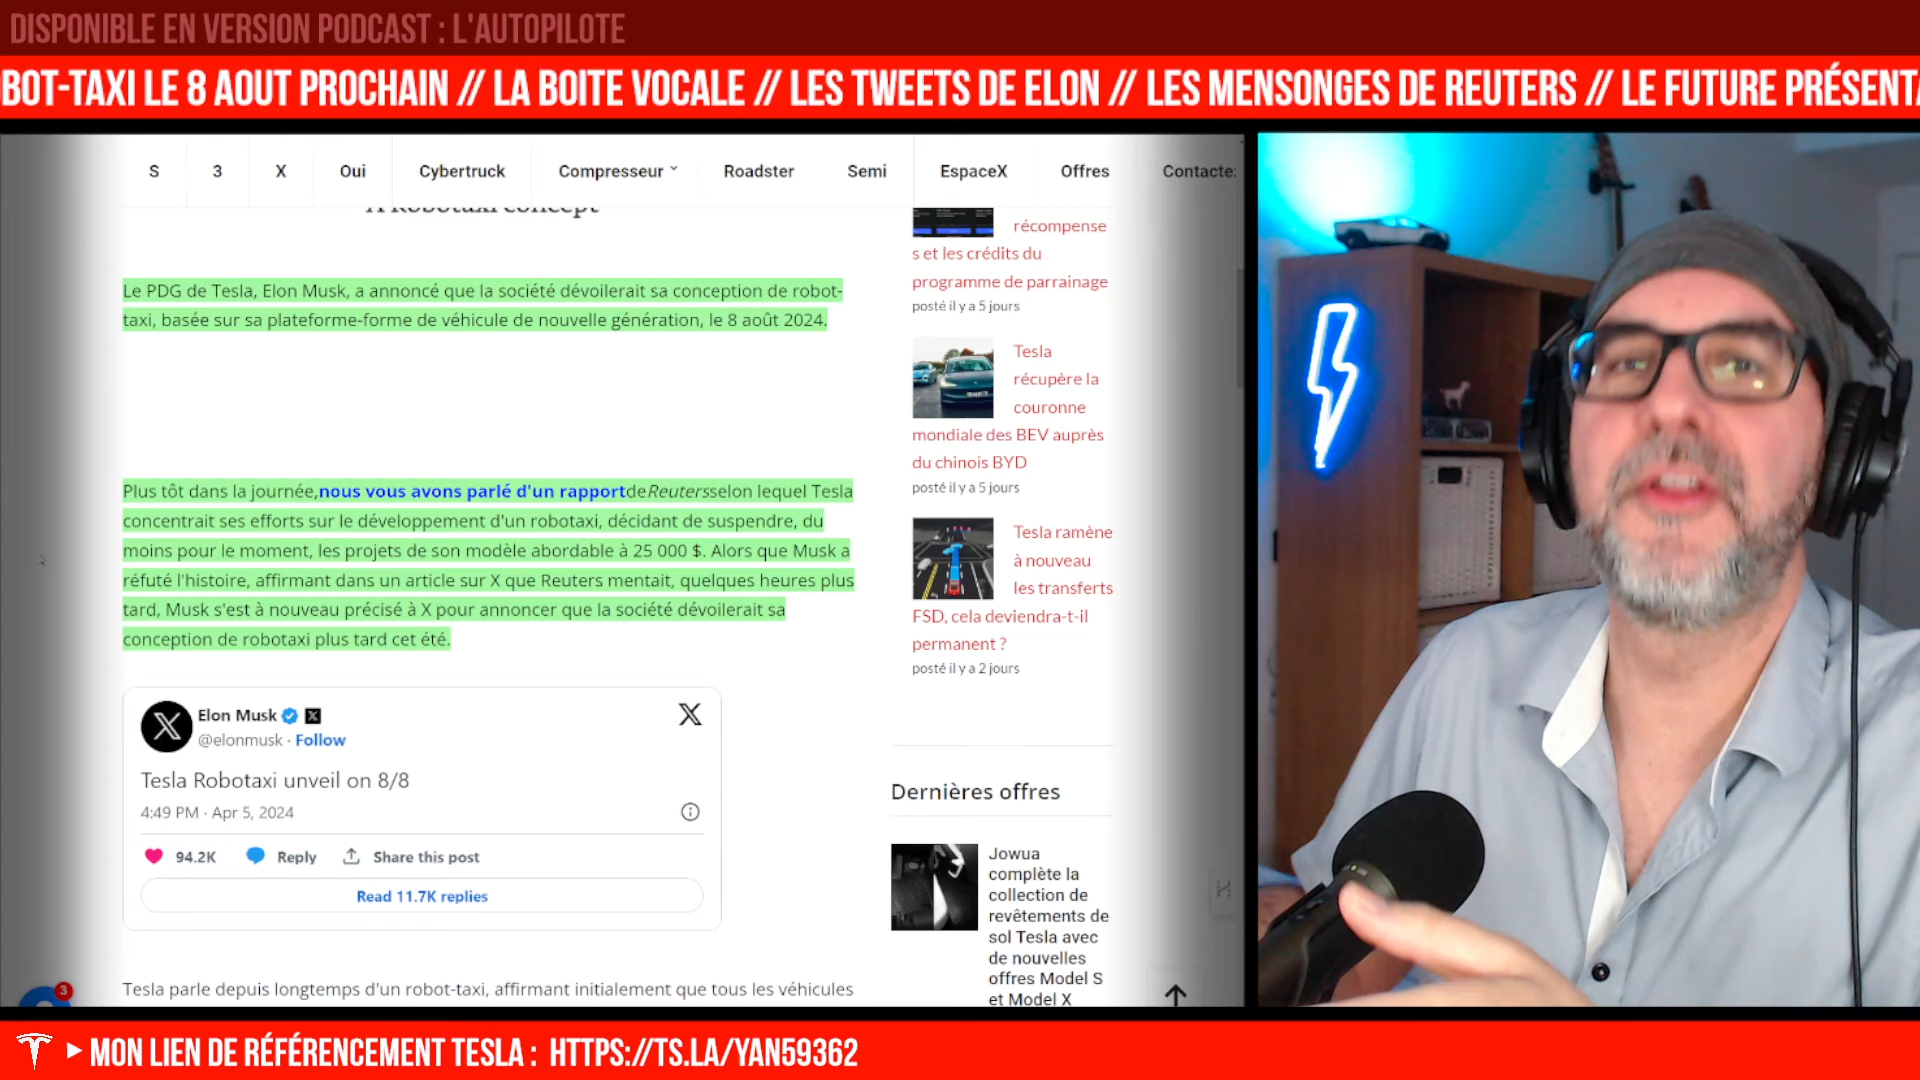 DISPONIBLE EN VERSION PODCAST : L'AUTOPILOTE
OBOT-TAXI LE 8 AOUT PROCHAIN // LA BOITE VOCALE // LES TWEETS DE ELON // LES MENSONGES DE REUTERS // LE FUTURE PRÉSENTA
S 3 X Oui Cybertruck Compresseur Roadster Semi EspaceX Offres Contacte
A Robotaxi concept
Le PDG de Tesla, Elon Musk, a annoncé que la société dévoilerait sa conception de robot-
taxi, basée sur sa plateforme-forme de véhicule de nouvelle génération, le 8 août 2024.
Plus tôt dans la journée,nous vous avons parlé d'un rapportdeReutersselon lequel Tesla
concentrait ses efforts sur le développement d'un robotaxi, décidant de suspendre, du
moins pour le moment, les projets de son modèle abordable à 25 000 $. Alors que Musk a
réfuté l'histoire, affirmant dans un article sur X que Reuters mentait, quelques heures plus
tard, Musk s'est à nouveau précisé à X pour annoncer que la société dévoilerait sa
conception de robotaxi plus tard cet été.
Elon Musk
@elonmusk · Follow
Tesla Robotaxi unveil on 8/8
4:49 PM · Apr 5, 2024
94.2K Reply Share this post
Read 11.7K replies
Tesla parle depuis longtemps d'un robot-taxi, affirmant initialement que tous les véhicules
3
récompense
s et les crédits du
programme de parrainage
posté il y a 5 jours
Tesla
récupère la
couronne
mondiale des BEV auprès
du chinois BYD
posté il y a 5 jours
Tesla ramène
à nouveau
les transferts
FSD, cela deviendra-t-il
permanent ?
posté il y a 2 jours
Dernières offres
Jowua
complète la
collection de
revêtements de
sol Tesla avec
de nouvelles
offres Model S
et Model X
MON LIEN DE RÉFÉRENCEMENT TESLA : HTTPS://TS.LA/YAN59362